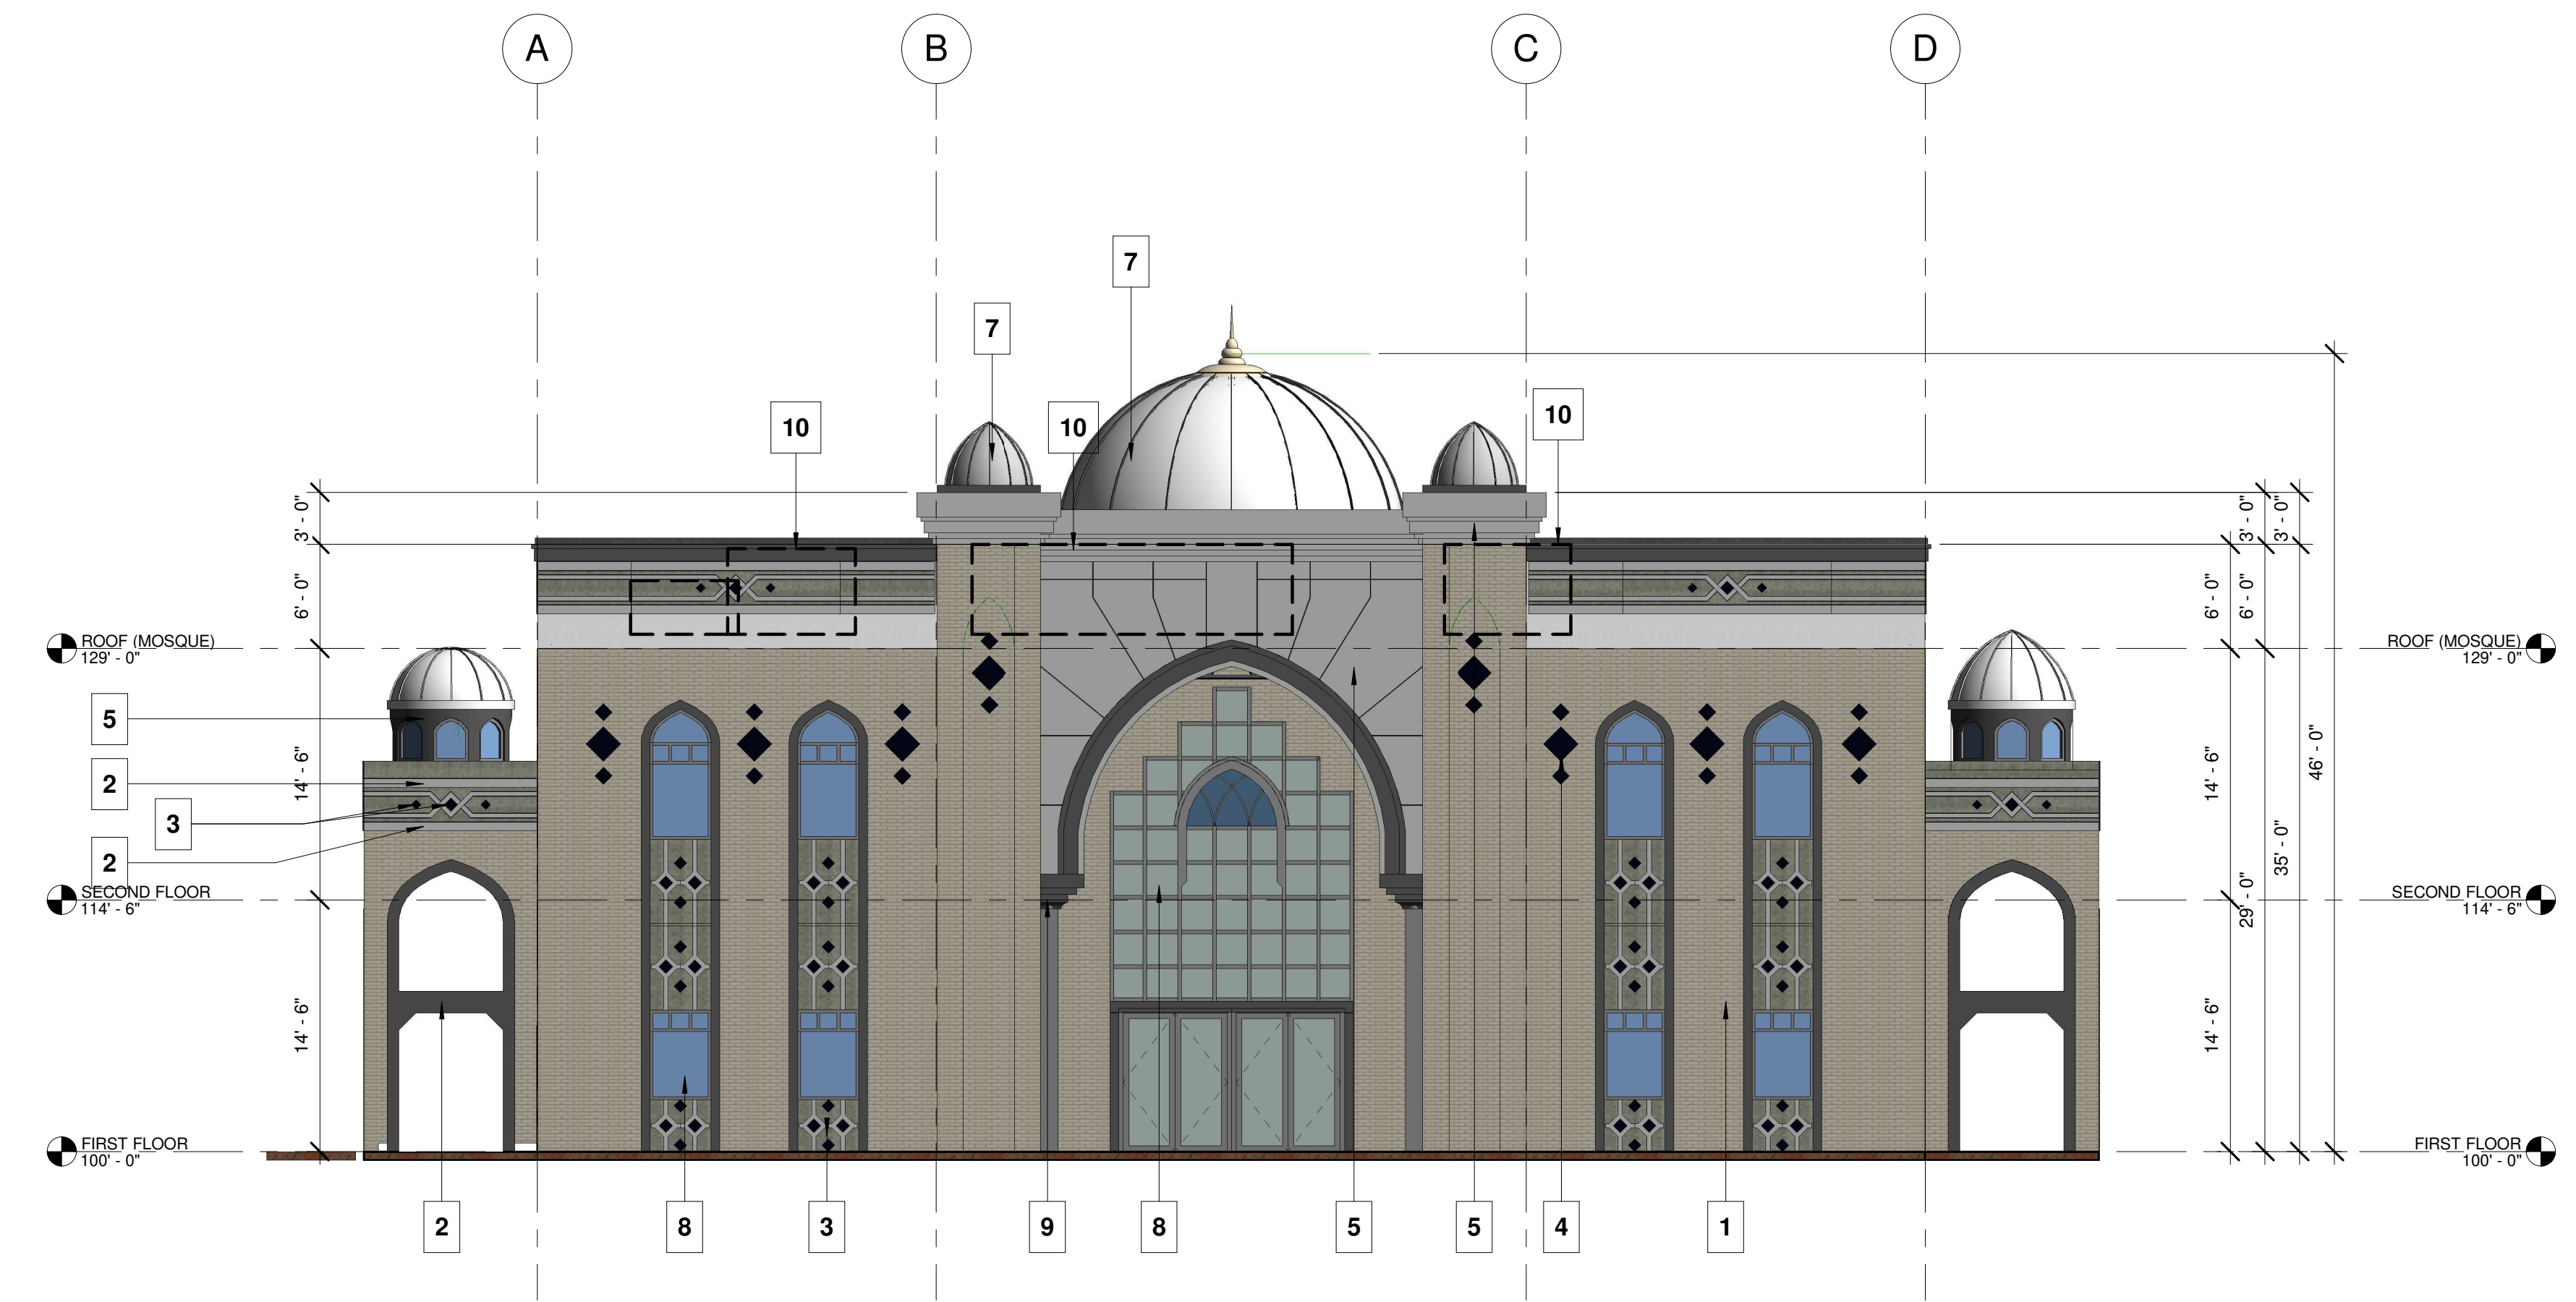 A
B
C
D
7
7
10
10
10
3' - 0"
3' - 0"
3' - 0"
6' - 0"
6' - 0"
6' - 0"
ROOF (MOSQUE)
129' - 0"
ROOF (MOSQUE)
129' - 0"
5
2
3
2
14' - 6"
14' - 6"
46' - 0"
35' - 0"
29' - 0"
SECOND FLOOR
114' - 6"
SECOND FLOOR
114' - 6"
14' - 6"
14' - 6"
FIRST FLOOR
100' - 0"
FIRST FLOOR
100' - 0"
2
8
3
9
8
5
5
4
1